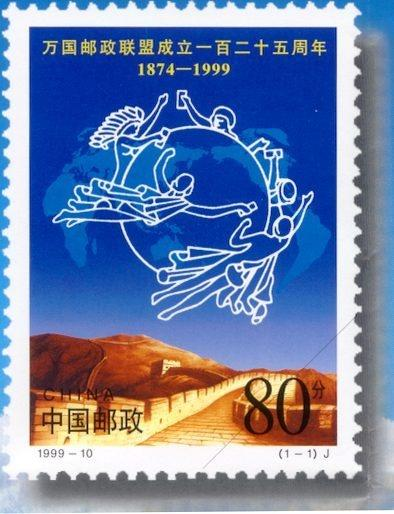 万国邮政联盟成立一百二十五周年
1874—1999
CHINA
中国邮政
80分
1999—10
(1—1) J